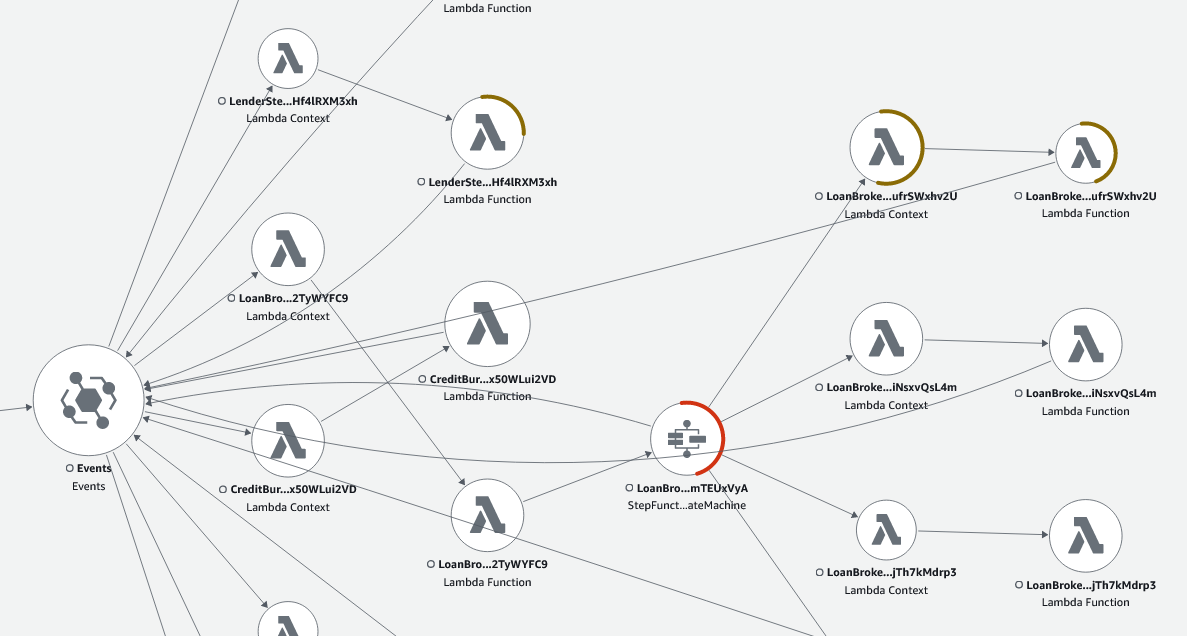 Lambda Function
LenderSte...Hf4lRXM3xh
Lambda Context
LenderSte...Hf4lRXM3xh
Lambda Function
LoanBroke...ufrSWxhv2U
Lambda Context
LoanBroke...ufrSWxhv2U
Lambda Function
LoanBro...2TyWYFC9
Lambda Context
CreditBur...x50WLui2VD
Lambda Function
LoanBroke...iNsxvQsL4m
Lambda Context
LoanBroke...iNsxvQsL4m
Lambda Function
Events
Events
CreditBur...x50WLui2VD
Lambda Context
LoanBro...mTEUxVyA
StepFunct...ateMachine
LoanBro...2TyWYFC9
Lambda Function
LoanBroke...jTh7kMdrp3
Lambda Context
LoanBroke...jTh7kMdrp3
Lambda Function